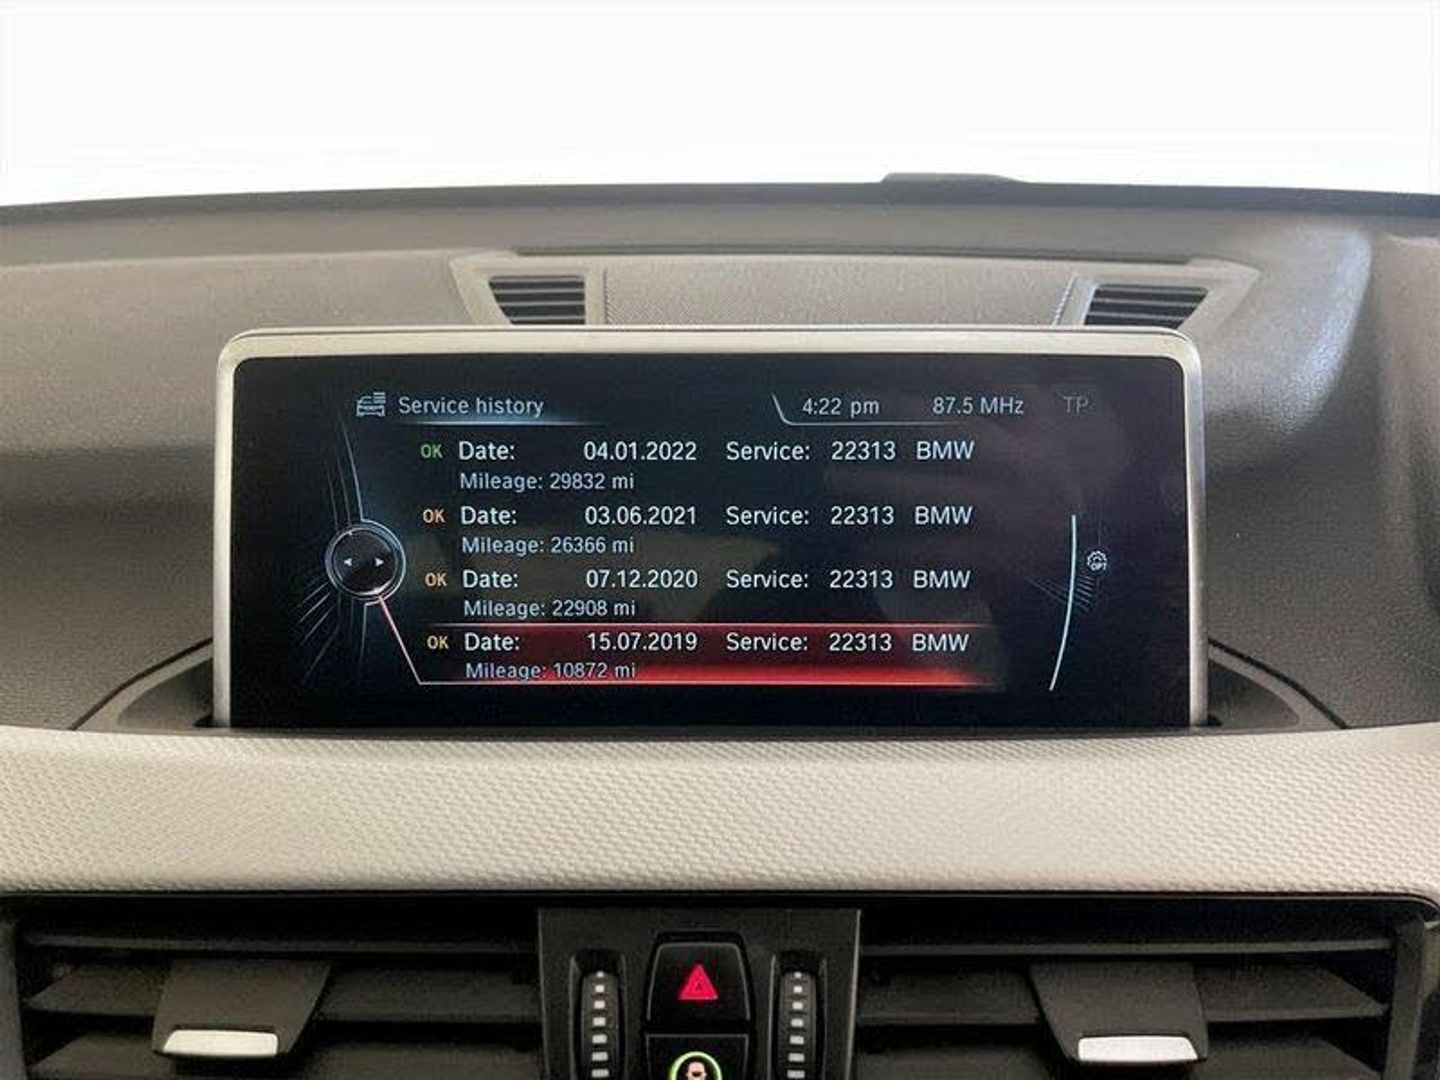 Service history 4:22 pm 87.5 MHz TP
OK Date: 04.01.2022 Service: 22313 BMW
Mileage: 29832 mi
OK Date: 03.06.2021 Service: 22313 BMW
Mileage: 26366 mi
OK Date: 07.12.2020 Service: 22313 BMW
Mileage: 22908 mi
OK Date: 15.07.2019 Service: 22313 BMW
Mileage: 10872 mi
OPT